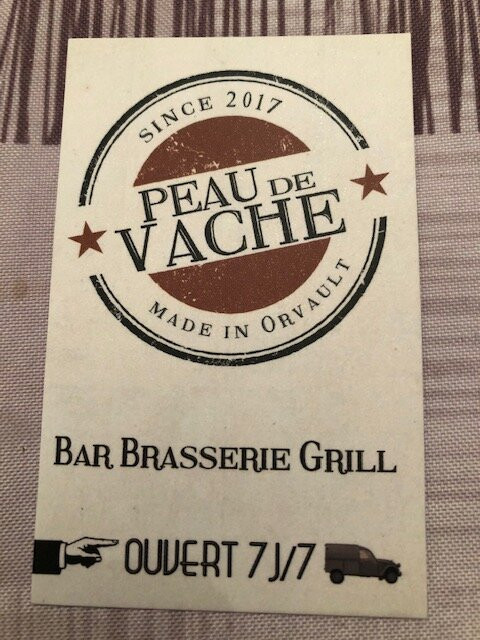 SINCE 2017
PEAU DE
VACHE
MADE IN ORVAULT
BAR BRASSERIE GRILL
OUVERT 7J/7